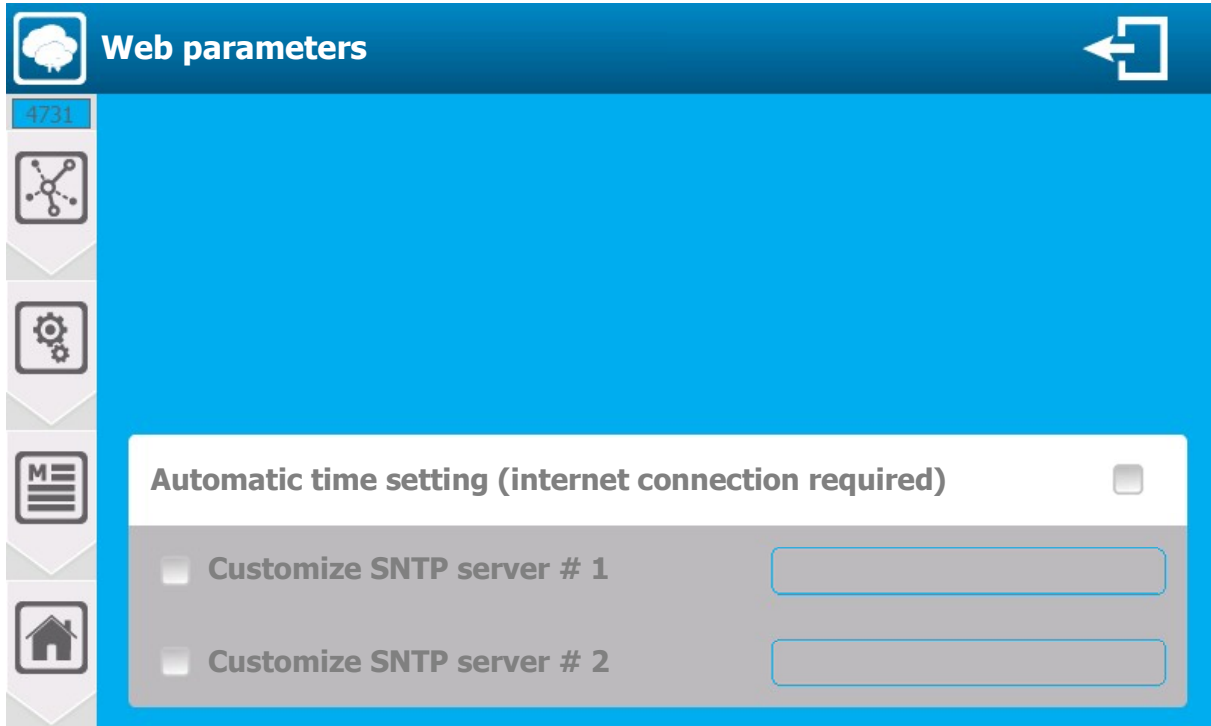 Web parameters
4731
M
Automatic time setting (internet connection required)
Customize SNTP server # 1
Customize SNTP server # 2